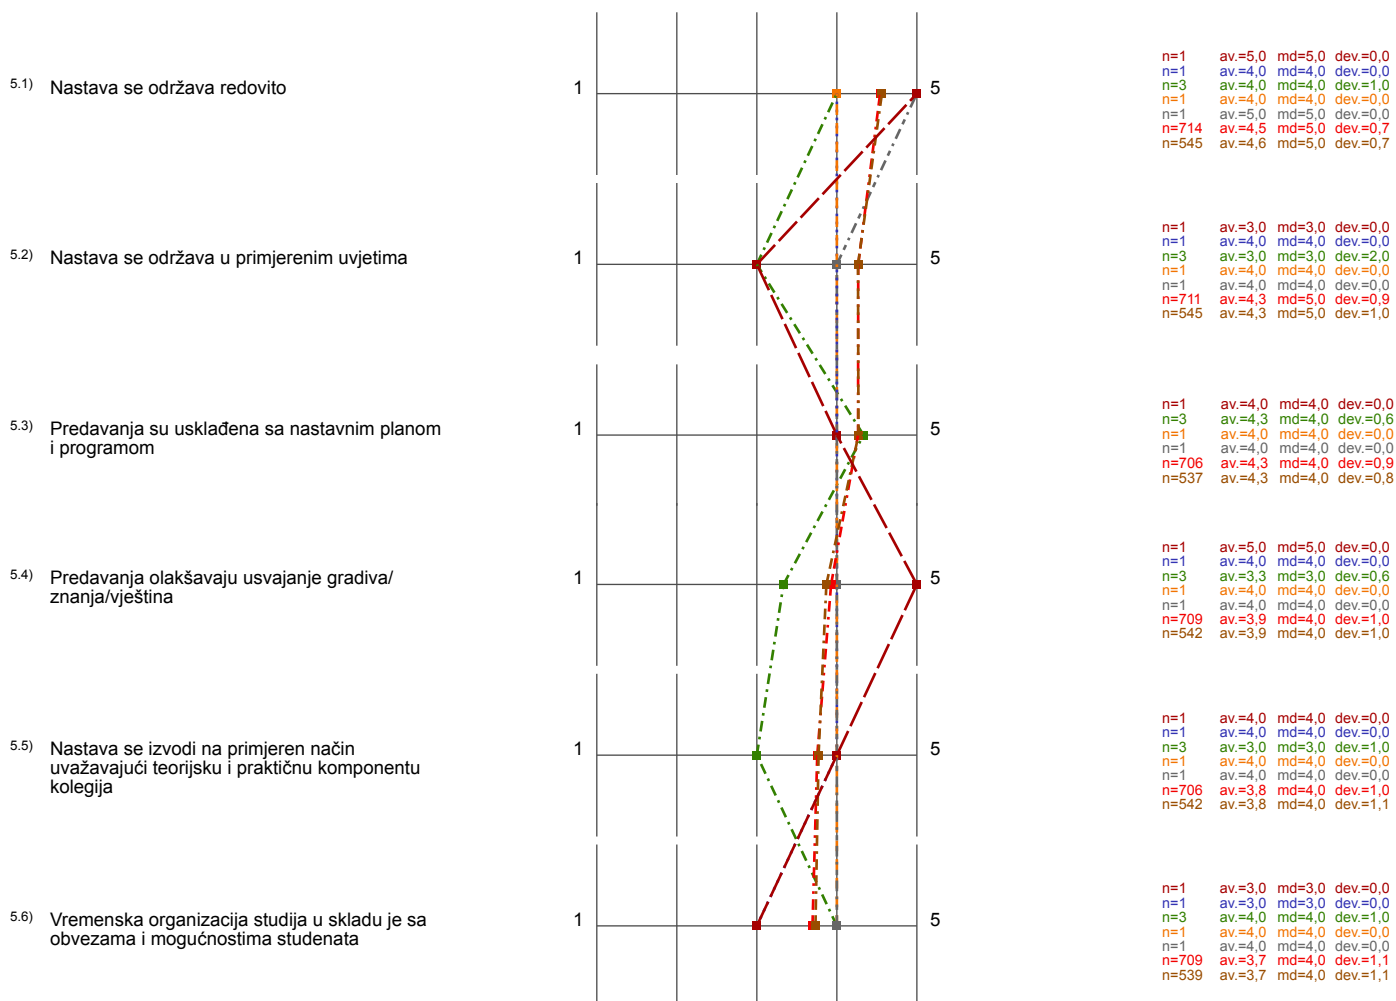 5.1) Nastava se održava redovito
1 5
n=1 av.=5,0 md=5,0 dev.=0,0
n=1 av.=4,0 md=4,0 dev.=0,0
n=3 av.=4,0 md=4,0 dev.=1,0
n=1 av.=4,0 md=4,0 dev.=0,0
n=1 av.=5,0 md=5,0 dev.=0,0
n=714 av.=4,5 md=5,0 dev.=0,7
n=545 av.=4,6 md=5,0 dev.=0,7
5.2) Nastava se održava u primjerenim uvjetima
1 5
n=1 av.=3,0 md=3,0 dev.=0,0
n=1 av.=4,0 md=4,0 dev.=0,0
n=3 av.=3,0 md=3,0 dev.=2,0
n=1 av.=4,0 md=4,0 dev.=0,0
n=1 av.=4,0 md=4,0 dev.=0,0
n=711 av.=4,3 md=5,0 dev.=0,9
n=545 av.=4,3 md=5,0 dev.=1,0
5.3) Predavanja su usklađena sa nastavnim planom
i programom
1 5
n=1 av.=4,0 md=4,0 dev.=0,0
n=3 av.=4,3 md=4,0 dev.=0,6
n=1 av.=4,0 md=4,0 dev.=0,0
n=1 av.=4,0 md=4,0 dev.=0,0
n=706 av.=4,3 md=4,0 dev.=0,9
n=537 av.=4,3 md=4,0 dev.=0,8
5.4) Predavanja olakšavaju usvajanje gradiva/
znanja/vještina
1 5
n=1 av.=5,0 md=5,0 dev.=0,0
n=1 av.=4,0 md=4,0 dev.=0,0
n=3 av.=3,3 md=3,0 dev.=0,6
n=1 av.=4,0 md=4,0 dev.=0,0
n=1 av.=4,0 md=4,0 dev.=0,0
n=709 av.=3,9 md=4,0 dev.=1,0
n=542 av.=3,9 md=4,0 dev.=1,0
5.5) Nastava se izvodi na primjeren način
uvažavajući teorijsku i praktičnu komponentu
kolegija
1 5
n=1 av.=4,0 md=4,0 dev.=0,0
n=1 av.=4,0 md=4,0 dev.=0,0
n=3 av.=3,0 md=3,0 dev.=1,0
n=1 av.=4,0 md=4,0 dev.=0,0
n=1 av.=4,0 md=4,0 dev.=0,0
n=706 av.=3,8 md=4,0 dev.=1,0
n=542 av.=3,8 md=4,0 dev.=1,1
5.6) Vremenska organizacija studija u skladu je sa
obvezama i mogućnostima studenata
1 5
n=1 av.=3,0 md=3,0 dev.=0,0
n=1 av.=3,0 md=3,0 dev.=0,0
n=3 av.=4,0 md=4,0 dev.=1,0
n=1 av.=4,0 md=4,0 dev.=0,0
n=1 av.=4,0 md=4,0 dev.=0,0
n=709 av.=3,7 md=4,0 dev.=1,1
n=539 av.=3,7 md=4,0 dev.=1,1